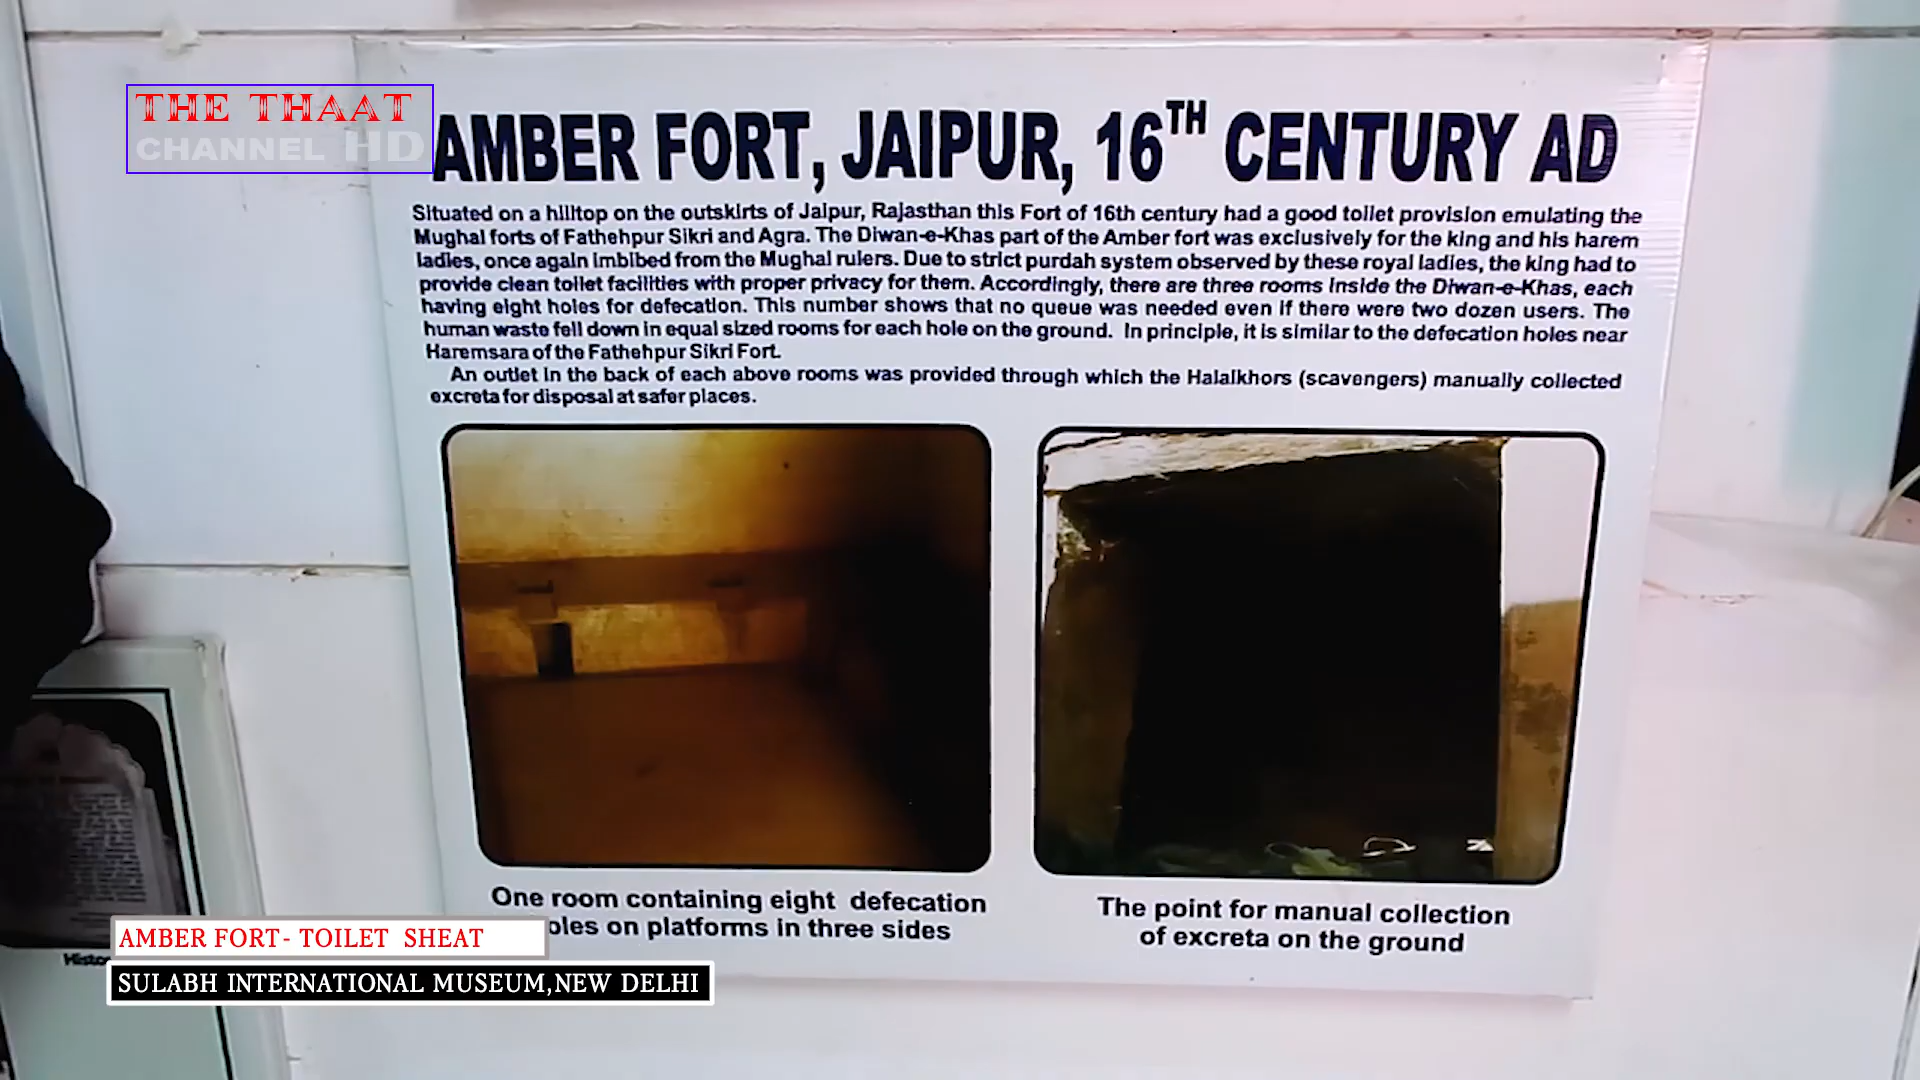 THE THAAT
CHANNEL HD
AMBER FORT, JAIPUR, 16TH CENTURY AD
Situated on a hilltop on the outskirts of Jaipur, Rajasthan this Fort of 16th century had a good toilet provision emulating the
Mughal forts of Fathehpur Sikri and Agra. The Diwan-e-Khas part of the Amber fort was exclusively for the king and his harem
ladies, once again imbibed from the Mughal rulers. Due to strict purdah system observed by these royal ladies, the king had to
provide clean toilet facilities with proper privacy for them. Accordingly, there are three rooms inside the Diwan-e-Khas, each
having eight holes for defecation. This number shows that no queue was needed even if there were two dozen users. The
human waste fell down in equal sized rooms for each hole on the ground. In principle, it is similar to the defecation holes near
Haremsara of the Fathehpur Sikri Fort.
An outlet in the back of each above rooms was provided through which the Halalkhors (scavengers) manually collected
excreta for disposal at safer places.
One room containing eight defecation
oles on platforms in three sides
The point for manual collection
of excreta on the ground
AMBER FORT- TOILET SHEAT
Histo
SULABH INTERNATIONAL MUSEUM,NEW DELHI